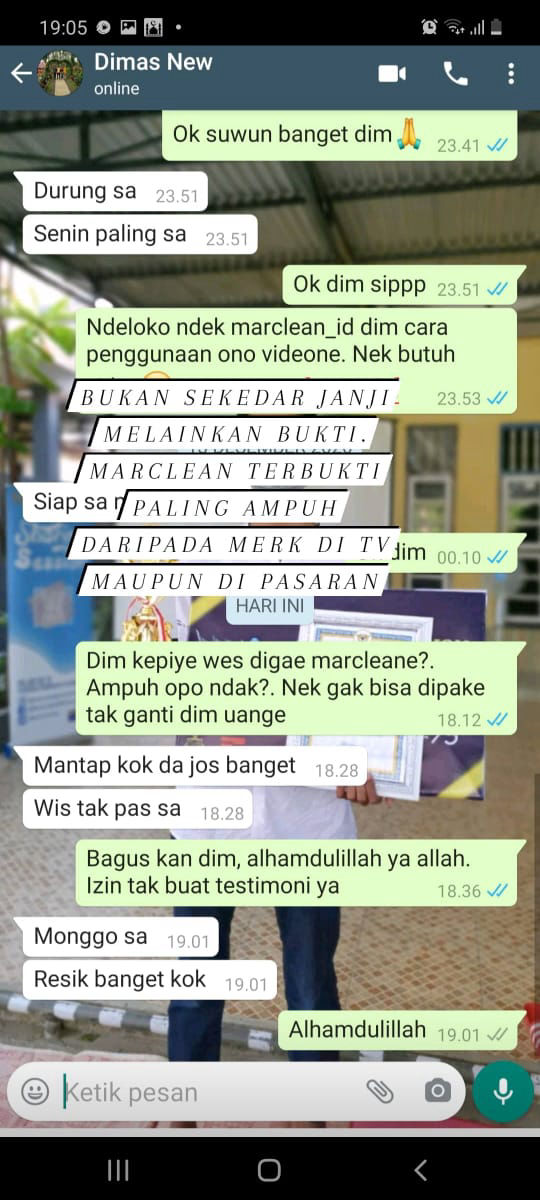 19:05
Dimas New
online
Ok suwun banget dim🙏 23.41
Durung sa 23.51
Senin paling sa 23.51
Ok dim sippp 23.51
Ndeloko ndek marclean_id dim cara
penggunaan ono videone. Nek butuh
23.53
BUKAN SEKEDAR JANJI
MELAINKAN BUKTI.
MARCLEAN TERBUKTI
Siap sa
PALING AMPUH
DARIPADA MERK DI TV
dim 00.10
MAUPUN DI PASARAN
HARI INI
Dim kepiye wes digae marcleane?.
Ampuh opo ndak?. Nek gak bisa dipake
tak ganti dim uange 18.12
Mantap kok da jos banget 18.28
Wis tak pas sa 18.28
Bagus kan dim, alhamdulillah ya allah.
Izin tak buat testimoni ya 18.36
Monggo sa 19.01
Resik banget kok 19.01
Alhamdulillah 19.01
Ketik pesan